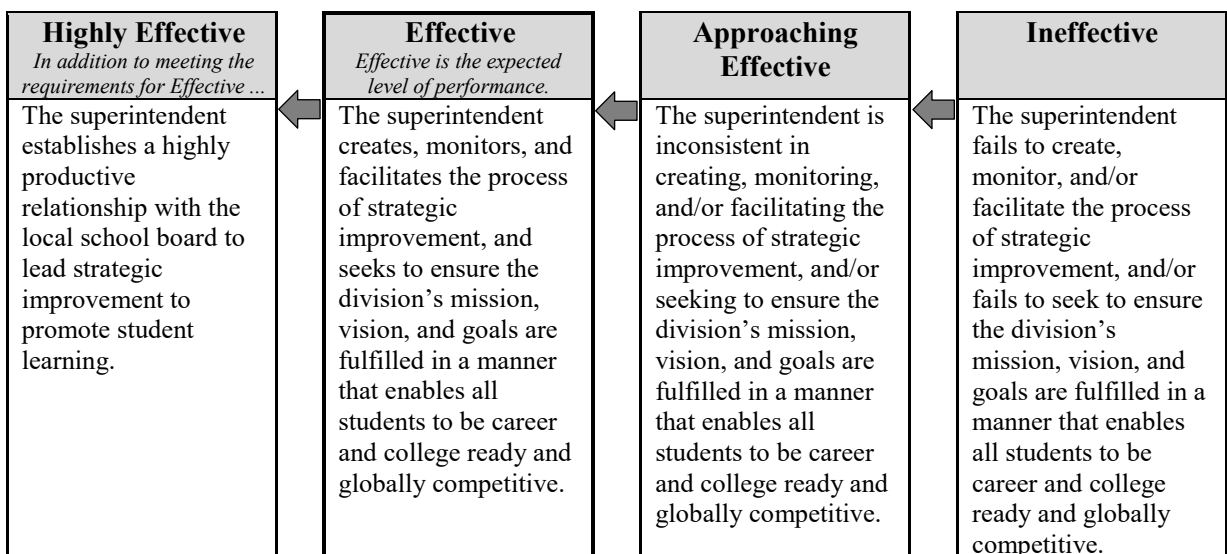 Highly Effective
In addition to meeting the
requirements for Effective ...
The superintendent
establishes a highly
productive
relationship with the
local school board to
lead strategic
improvement to
promote student
learning.
Effective
Effective is the expected
level of performance.
The superintendent
creates, monitors, and
facilitates the process
of strategic
improvement, and
seeks to ensure the
division’s mission,
vision, and goals are
fulfilled in a manner
that enables all
students to be career
and college ready and
globally competitive.
Approaching
Effective
The superintendent is
inconsistent in
creating, monitoring,
and/or facilitating the
process of strategic
improvement, and/or
seeking to ensure the
division’s mission,
vision, and goals are
fulfilled in a manner
that enables all
students to be career
and college ready and
globally competitive.
Ineffective
The superintendent
fails to create,
monitor, and/or
facilitate the process
of strategic
improvement, and/or
fails to seek to ensure
the division’s
mission, vision, and
goals are fulfilled in a
manner that enables
all students to be
career and college
ready and globally
competitive.